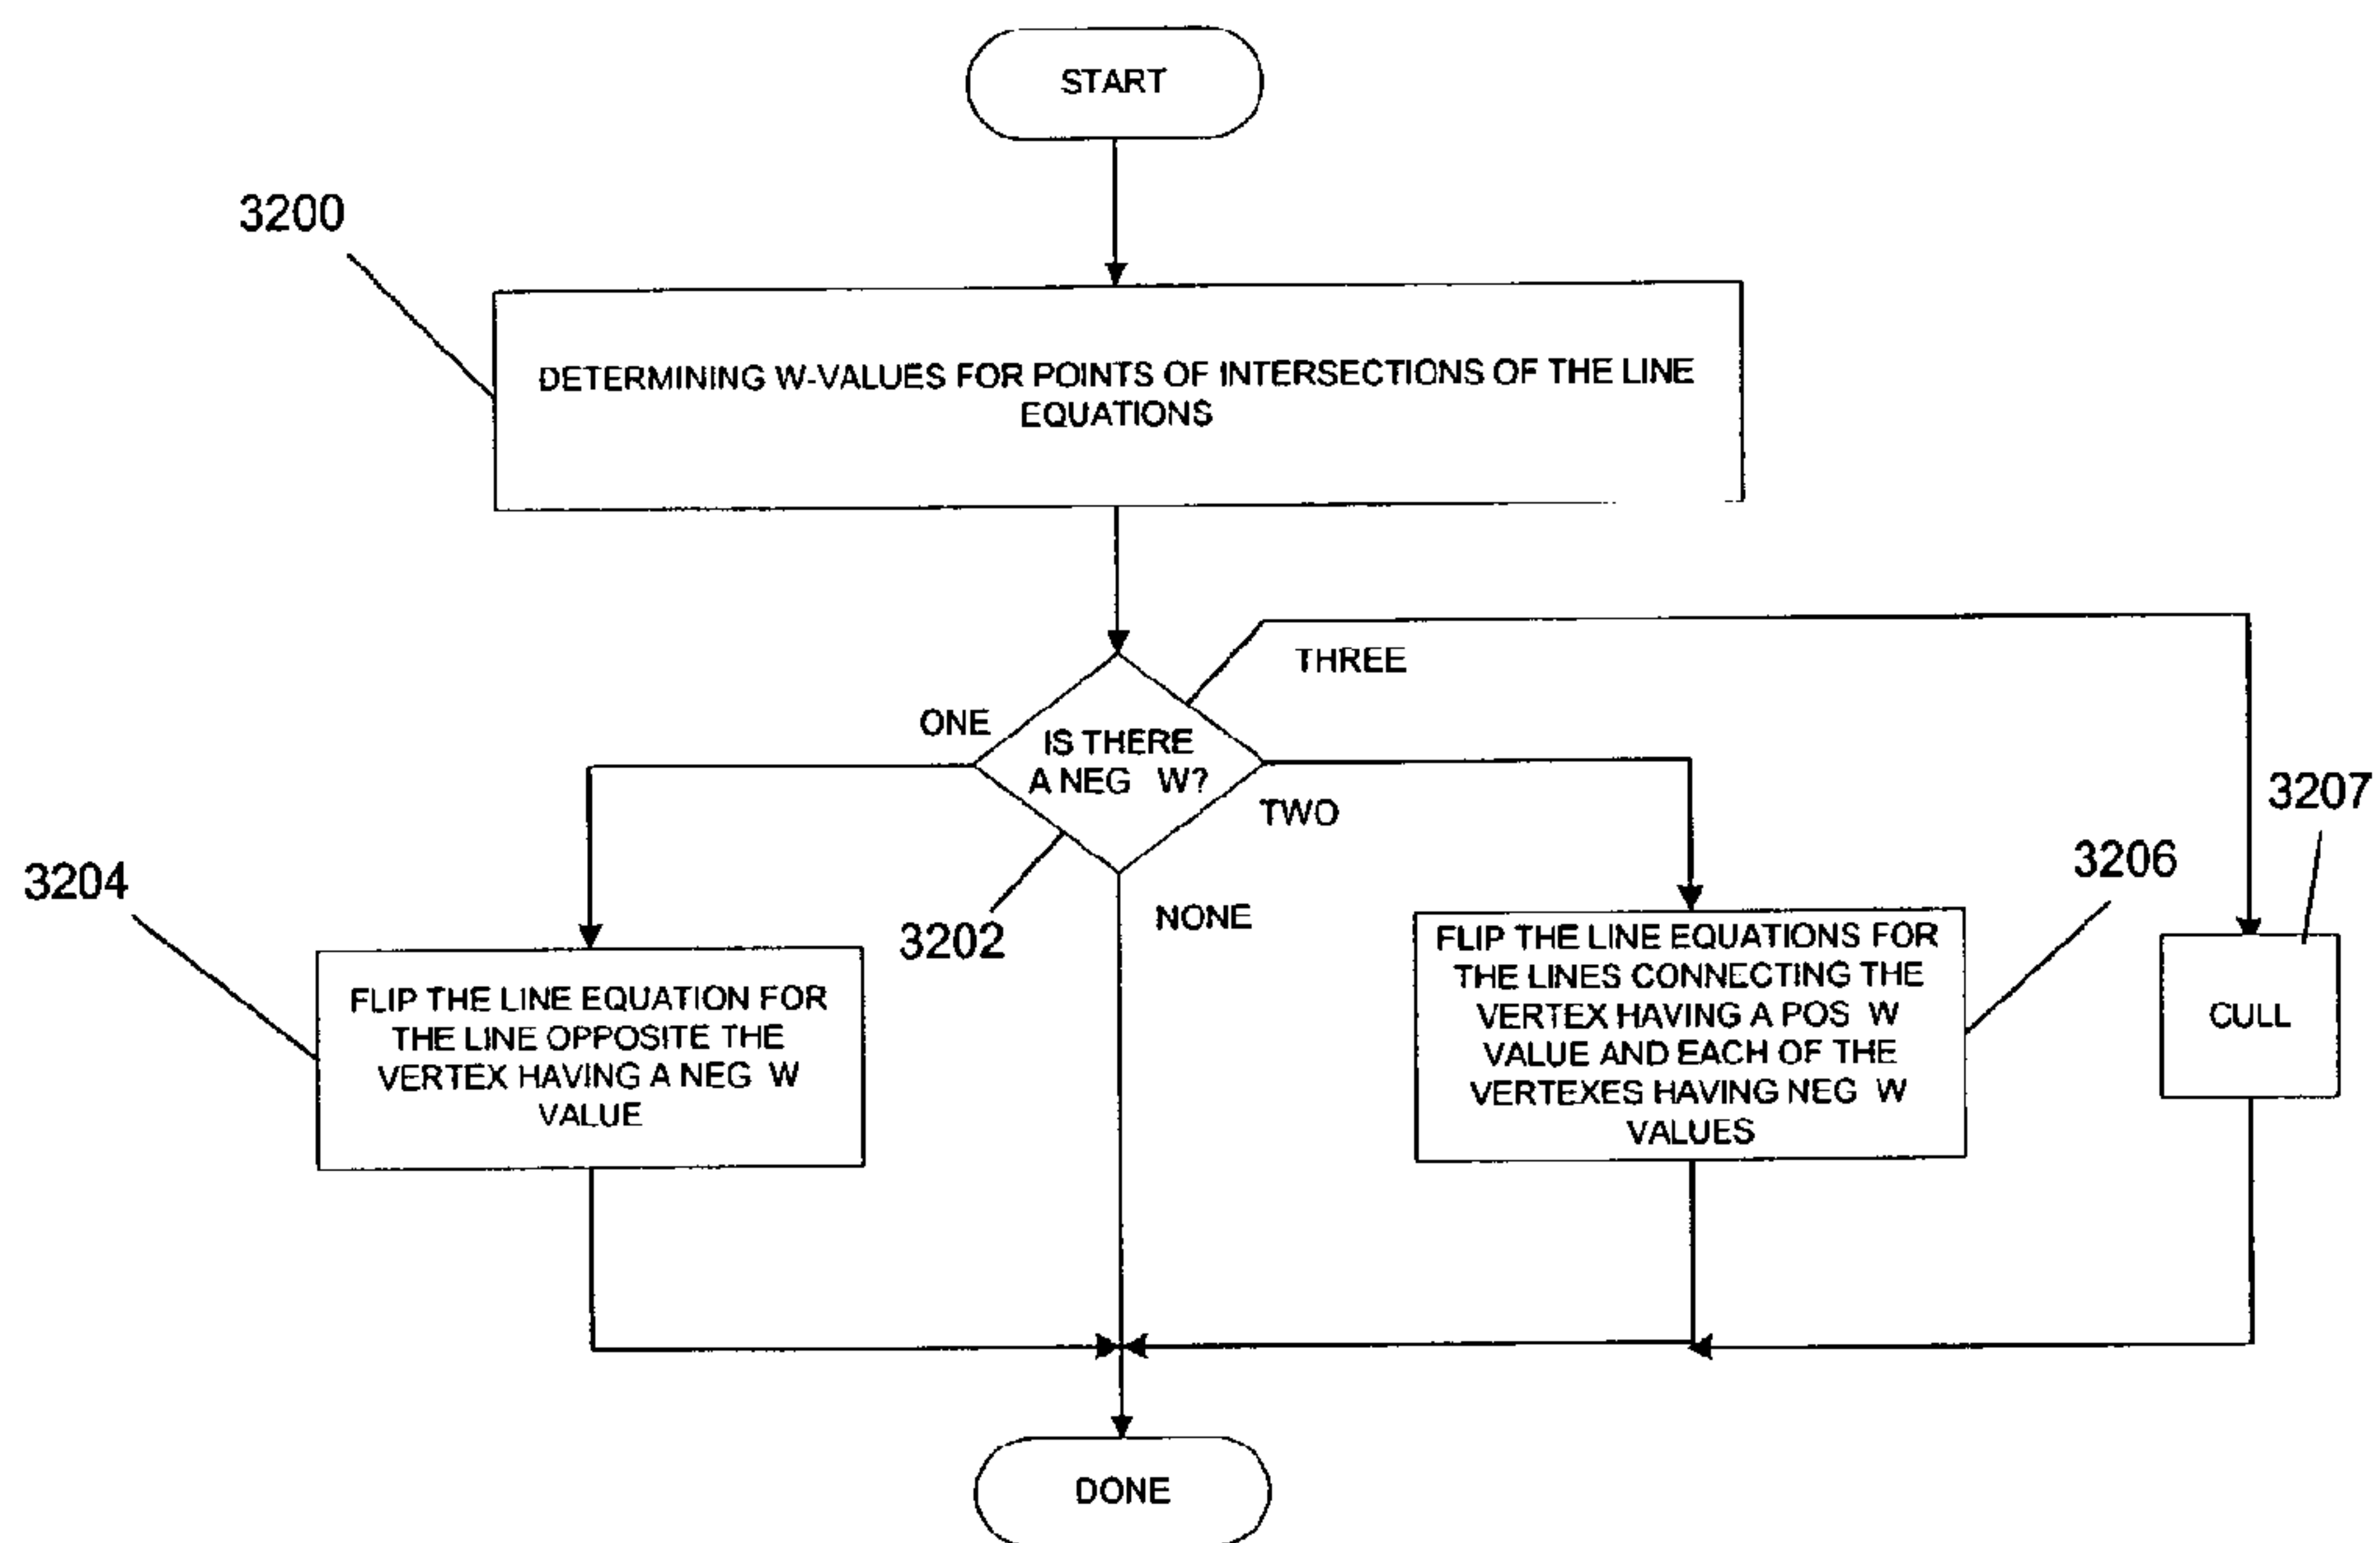 START
3200
DETERMINING W-VALUES FOR POINTS OF INTERSECTIONS OF THE LINE
EQUATIONS
THREE
ONE
IS THERE
A NEG W?
TWO
3207
3206
3204
3202
NONE
FLIP THE LINE EQUATION FOR
THE LINE OPPOSITE THE
VERTEX HAVING A NEG W
VALUE
FLIP THE LINE EQUATIONS FOR
THE LINES CONNECTING THE
VERTEX HAVING A POS W
VALUE AND EACH OF THE
VERTEXES HAVING NEG W
VALUES
CULL
DONE